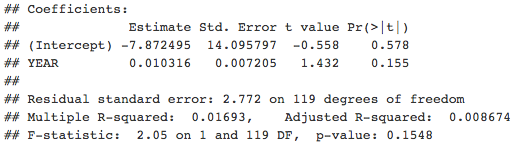 ## Coefficients:
##              Estimate Std. Error t value Pr(>|t|)
## (Intercept) -7.872495  14.095797  -0.558    0.578
## YEAR         0.010316   0.007205   1.432    0.155
##
## Residual standard error: 2.772 on 119 degrees of freedom
## Multiple R-squared:  0.01693,    Adjusted R-squared:  0.008674
## F-statistic:  2.05 on 1 and 119 DF,  p-value: 0.1548